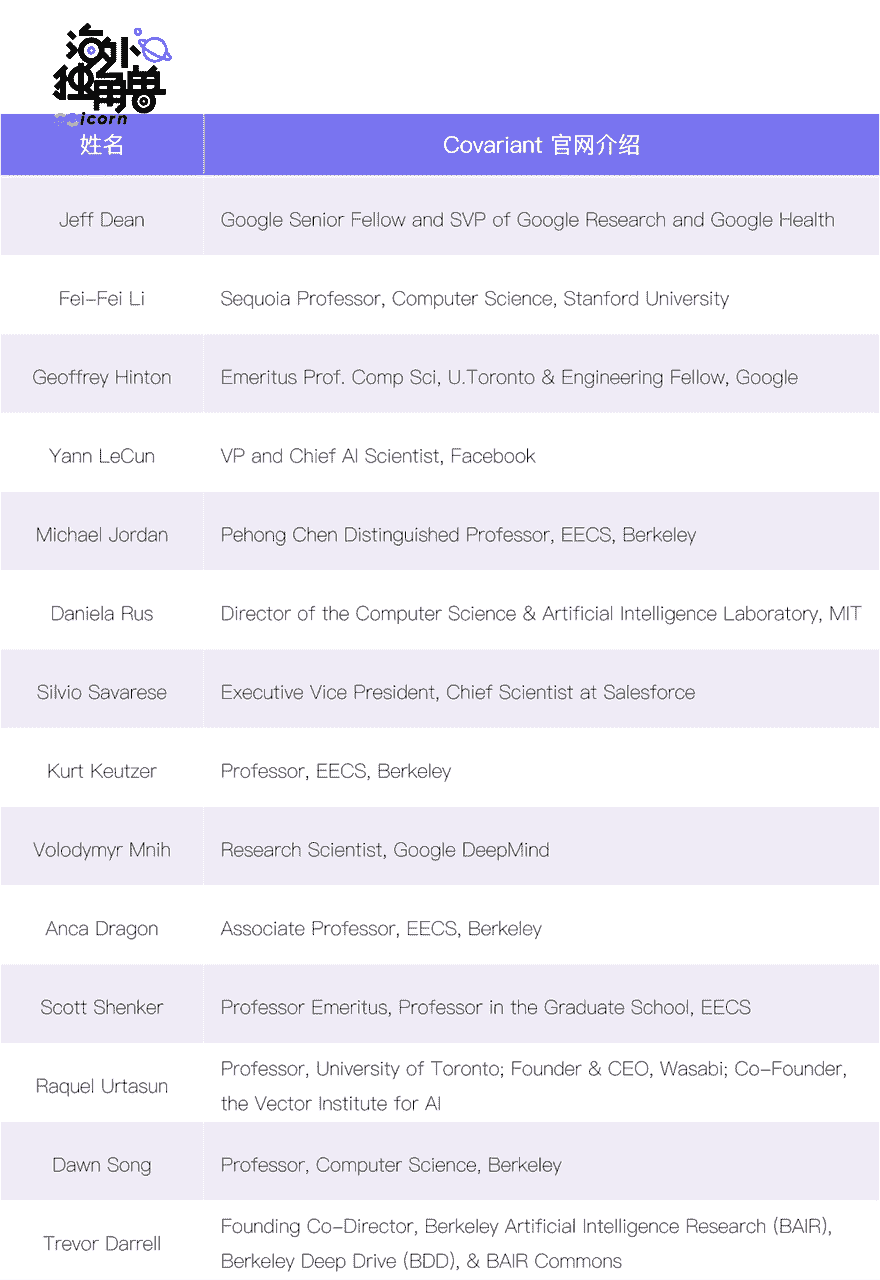 海外
独角兽
icorn
姓名
Covariant 官网介绍
Jeff Dean
Google Senior Fellow and SVP of Google Research and Google Health
Fei-Fei Li
Sequoia Professor, Computer Science, Stanford University
Geoffrey Hinton
Emeritus Prof. Comp Sci, U.Toronto & Engineering Fellow, Google
Yann LeCun
VP and Chief AI Scientist, Facebook
Michael Jordan
Pehong Chen Distinguished Professor, EECS, Berkeley
Daniela Rus
Director of the Computer Science & Artificial Intelligence Laboratory, MIT
Silvio Savarese
Executive Vice President, Chief Scientist at Salesforce
Kurt Keutzer
Professor, EECS, Berkeley
Volodymyr Mnih
Research Scientist, Google DeepMind
Anca Dragon
Associate Professor, EECS, Berkeley
Scott Shenker
Professor Emeritus, Professor in the Graduate School, EECS
Raquel Urtasun
Professor, University of Toronto; Founder & CEO, Wasabi; Co-Founder,
the Vector Institute for AI
Dawn Song
Professor, Computer Science, Berkeley
Trevor Darrell
Founding Co-Director, Berkeley Artificial Intelligence Research (BAIR),
Berkeley Deep Drive (BDD), & BAIR Commons